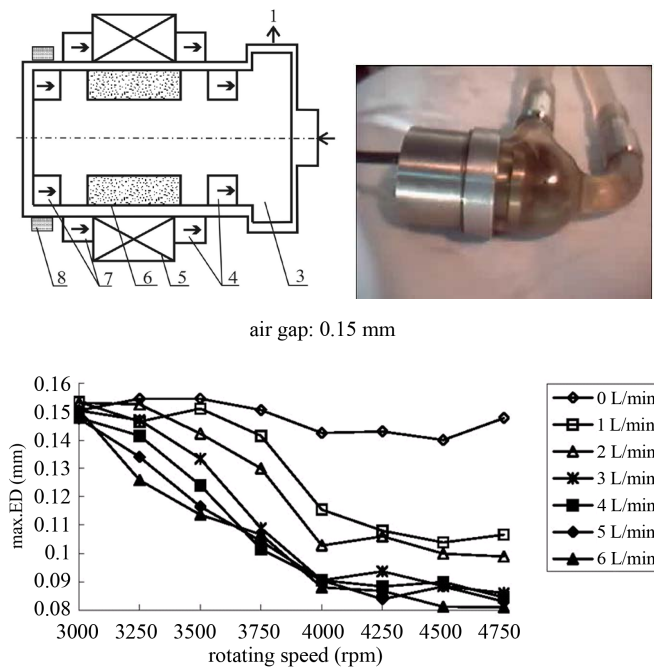 1
8
7
6
5
4
3
air gap: 0.15 mm
0.16
0.15
0.14
0.13
0.12
0.11
0.1
0.09
0.08
max.ED (mm)
3000 3250 3500 3750 4000 4250 4500 4750
rotating speed (rpm)
0 L/min
1 L/min
2 L/min
3 L/min
4 L/min
5 L/min
6 L/min